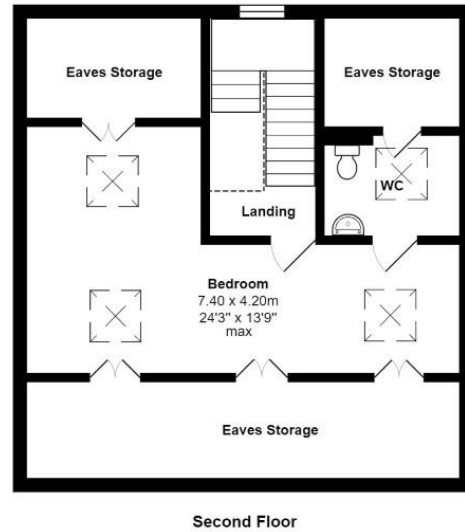 Eaves Storage
Eaves Storage
WC
Landing
Bedroom
7.40 x 4.20m
24'3" x 13'9"
max
Eaves Storage
Second Floor